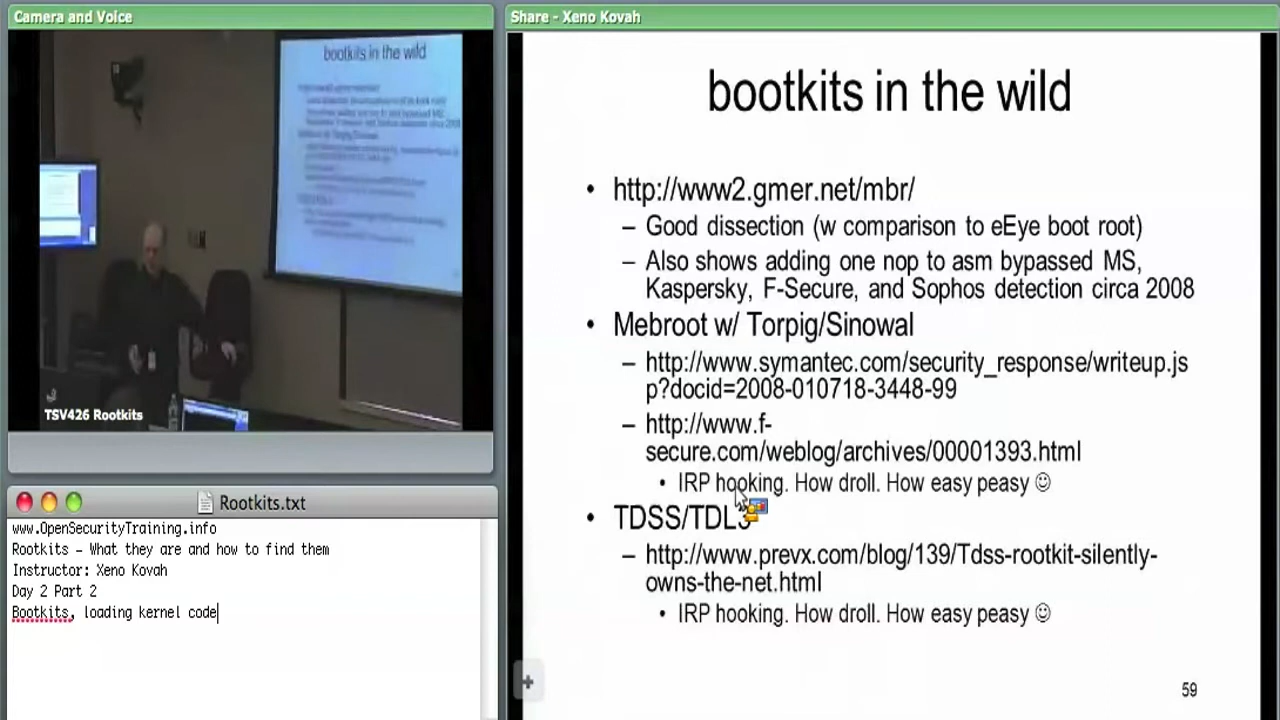 Camera and Voice
bootkits in the wild
TSV426 Rootkits
Rootkits.txt
www.OpenSecurityTraining.info
Rootkits - What they are and how to find them
Instructor: Xeno Kovah
Day 2 Part 2
Bootkits, loading kernel code
Share - Xeno Kovah
bootkits in the wild
• http://www2.gmer.net/mbr/
– Good dissection (w comparison to eEye boot root)
– Also shows adding one nop to asm bypassed MS,
Kaspersky, F-Secure, and Sophos detection circa 2008
• Mebroot w/ Torpig/Sinowal
– http://www.symantec.com/security_response/writeup.js
p?docid=2008-010718-3448-99
– http://www.f-
secure.com/weblog/archives/00001393.html
• IRP hooking. How droll. How easy peasy ☺
• TDSS/TDL3
– http://www.prevx.com/blog/139/Tdss-rootkit-silently-
owns-the-net.html
• IRP hooking. How droll. How easy peasy ☺
59